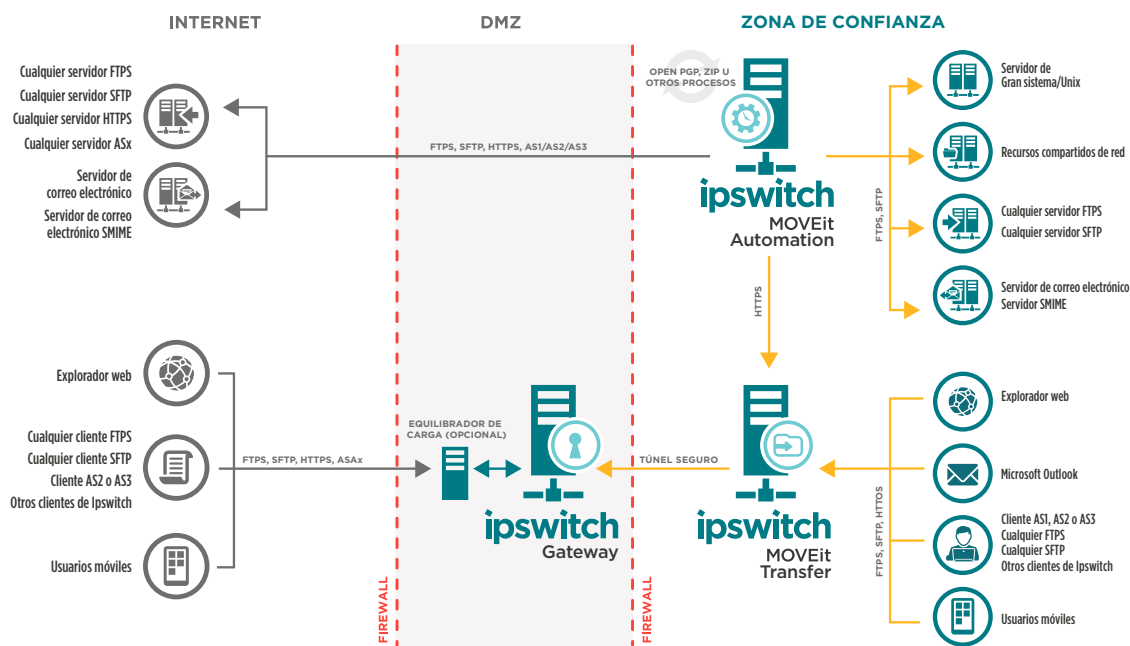 INTERNET
DMZ
ZONA DE CONFIANZA
Cualquier servidor FTPS
Cualquier servidor SFTP
Cualquier servidor HTTPS
Cualquier servidor ASx
Servidor de
correo electrónico
Servidor de correo
electrónico SMIME
FTPS, SFTP, HTTPS, AS1/AS2/AS3
OPEN PGP, ZIP U
OTROS PROCESOS
ipswitch
MOVEit
Automation
FTPS, SFTP
Servidor de
Gran sistema/Unix
Recursos compartidos de red
Cualquier servidor FTPS
Cualquier servidor SFTP
Servidor de correo electrónico
Servidor SMIME
HTTPS
Explorador web
Cualquier cliente FTPS
Cualquier cliente SFTP
Cliente AS2 o AS3
Otros clientes de Ipswitch
Usuarios móviles
FTPS, SFTP, HTTPS, ASAx
EQUILIBRADOR DE
CARGA (OPCIONAL)
ipswitch
Gateway
TÚNEL SEGURO
ipswitch
MOVEit
Transfer
FTPS, SFTP, HTTOS
Explorador web
Microsoft Outlook
Cliente AS1, AS2 o AS3
Cualquier FTPS
Cualquier SFTP
Otros clientes de Ipswitch
Usuarios móviles
FIREWALL
FIREWALL